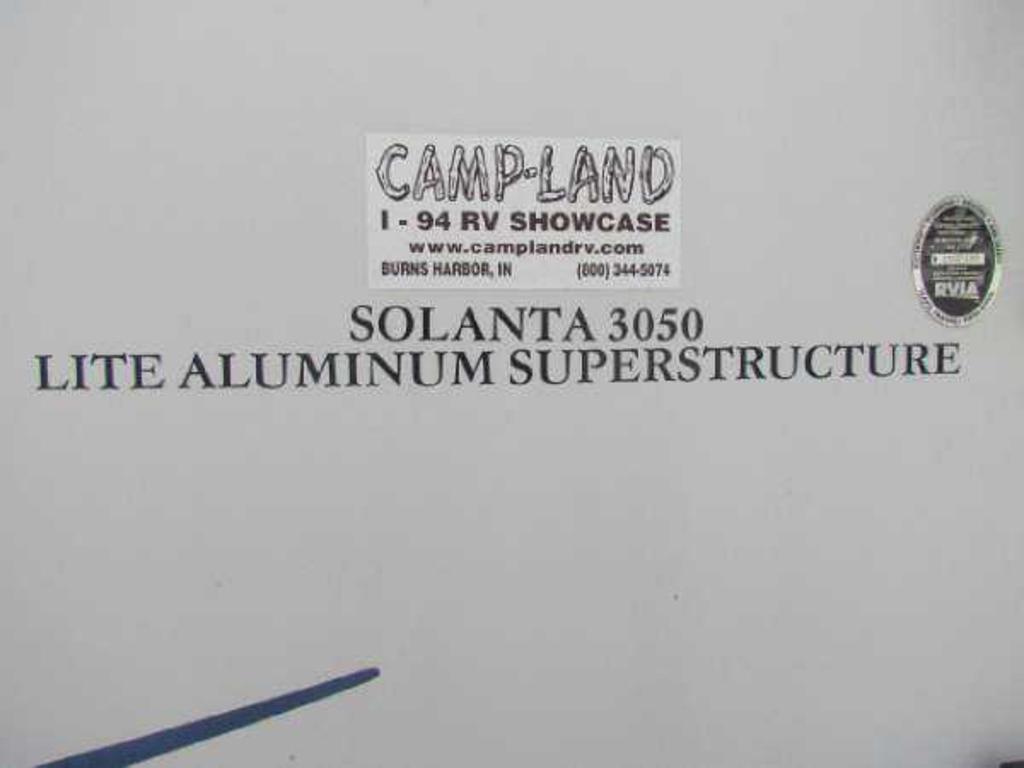 CAMP-LAND
I - 94 RV SHOWCASE
www.camplandrv.com
BURNS HARBOR, IN (800) 344-5074
RVIA
SOLANTA 3050
LITE ALUMINUM SUPERSTRUCTURE